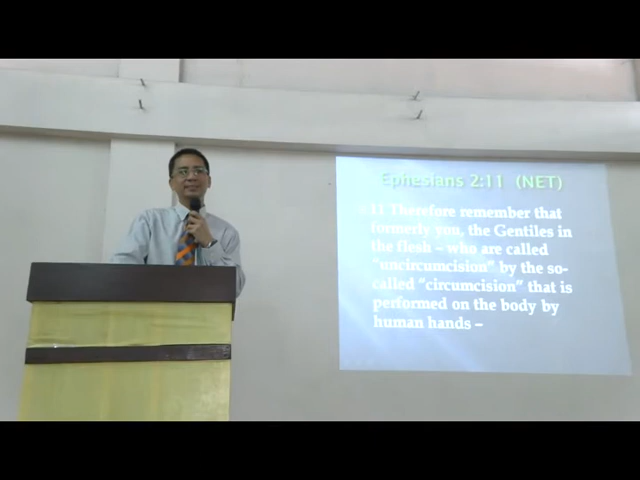 Ephesians 2:11 (NET)
11 Therefore remember that
formerly you, the Gentiles in
the flesh – who are called
“uncircumcision” by the so-
called “circumcision” that is
performed on the body by
human hands –